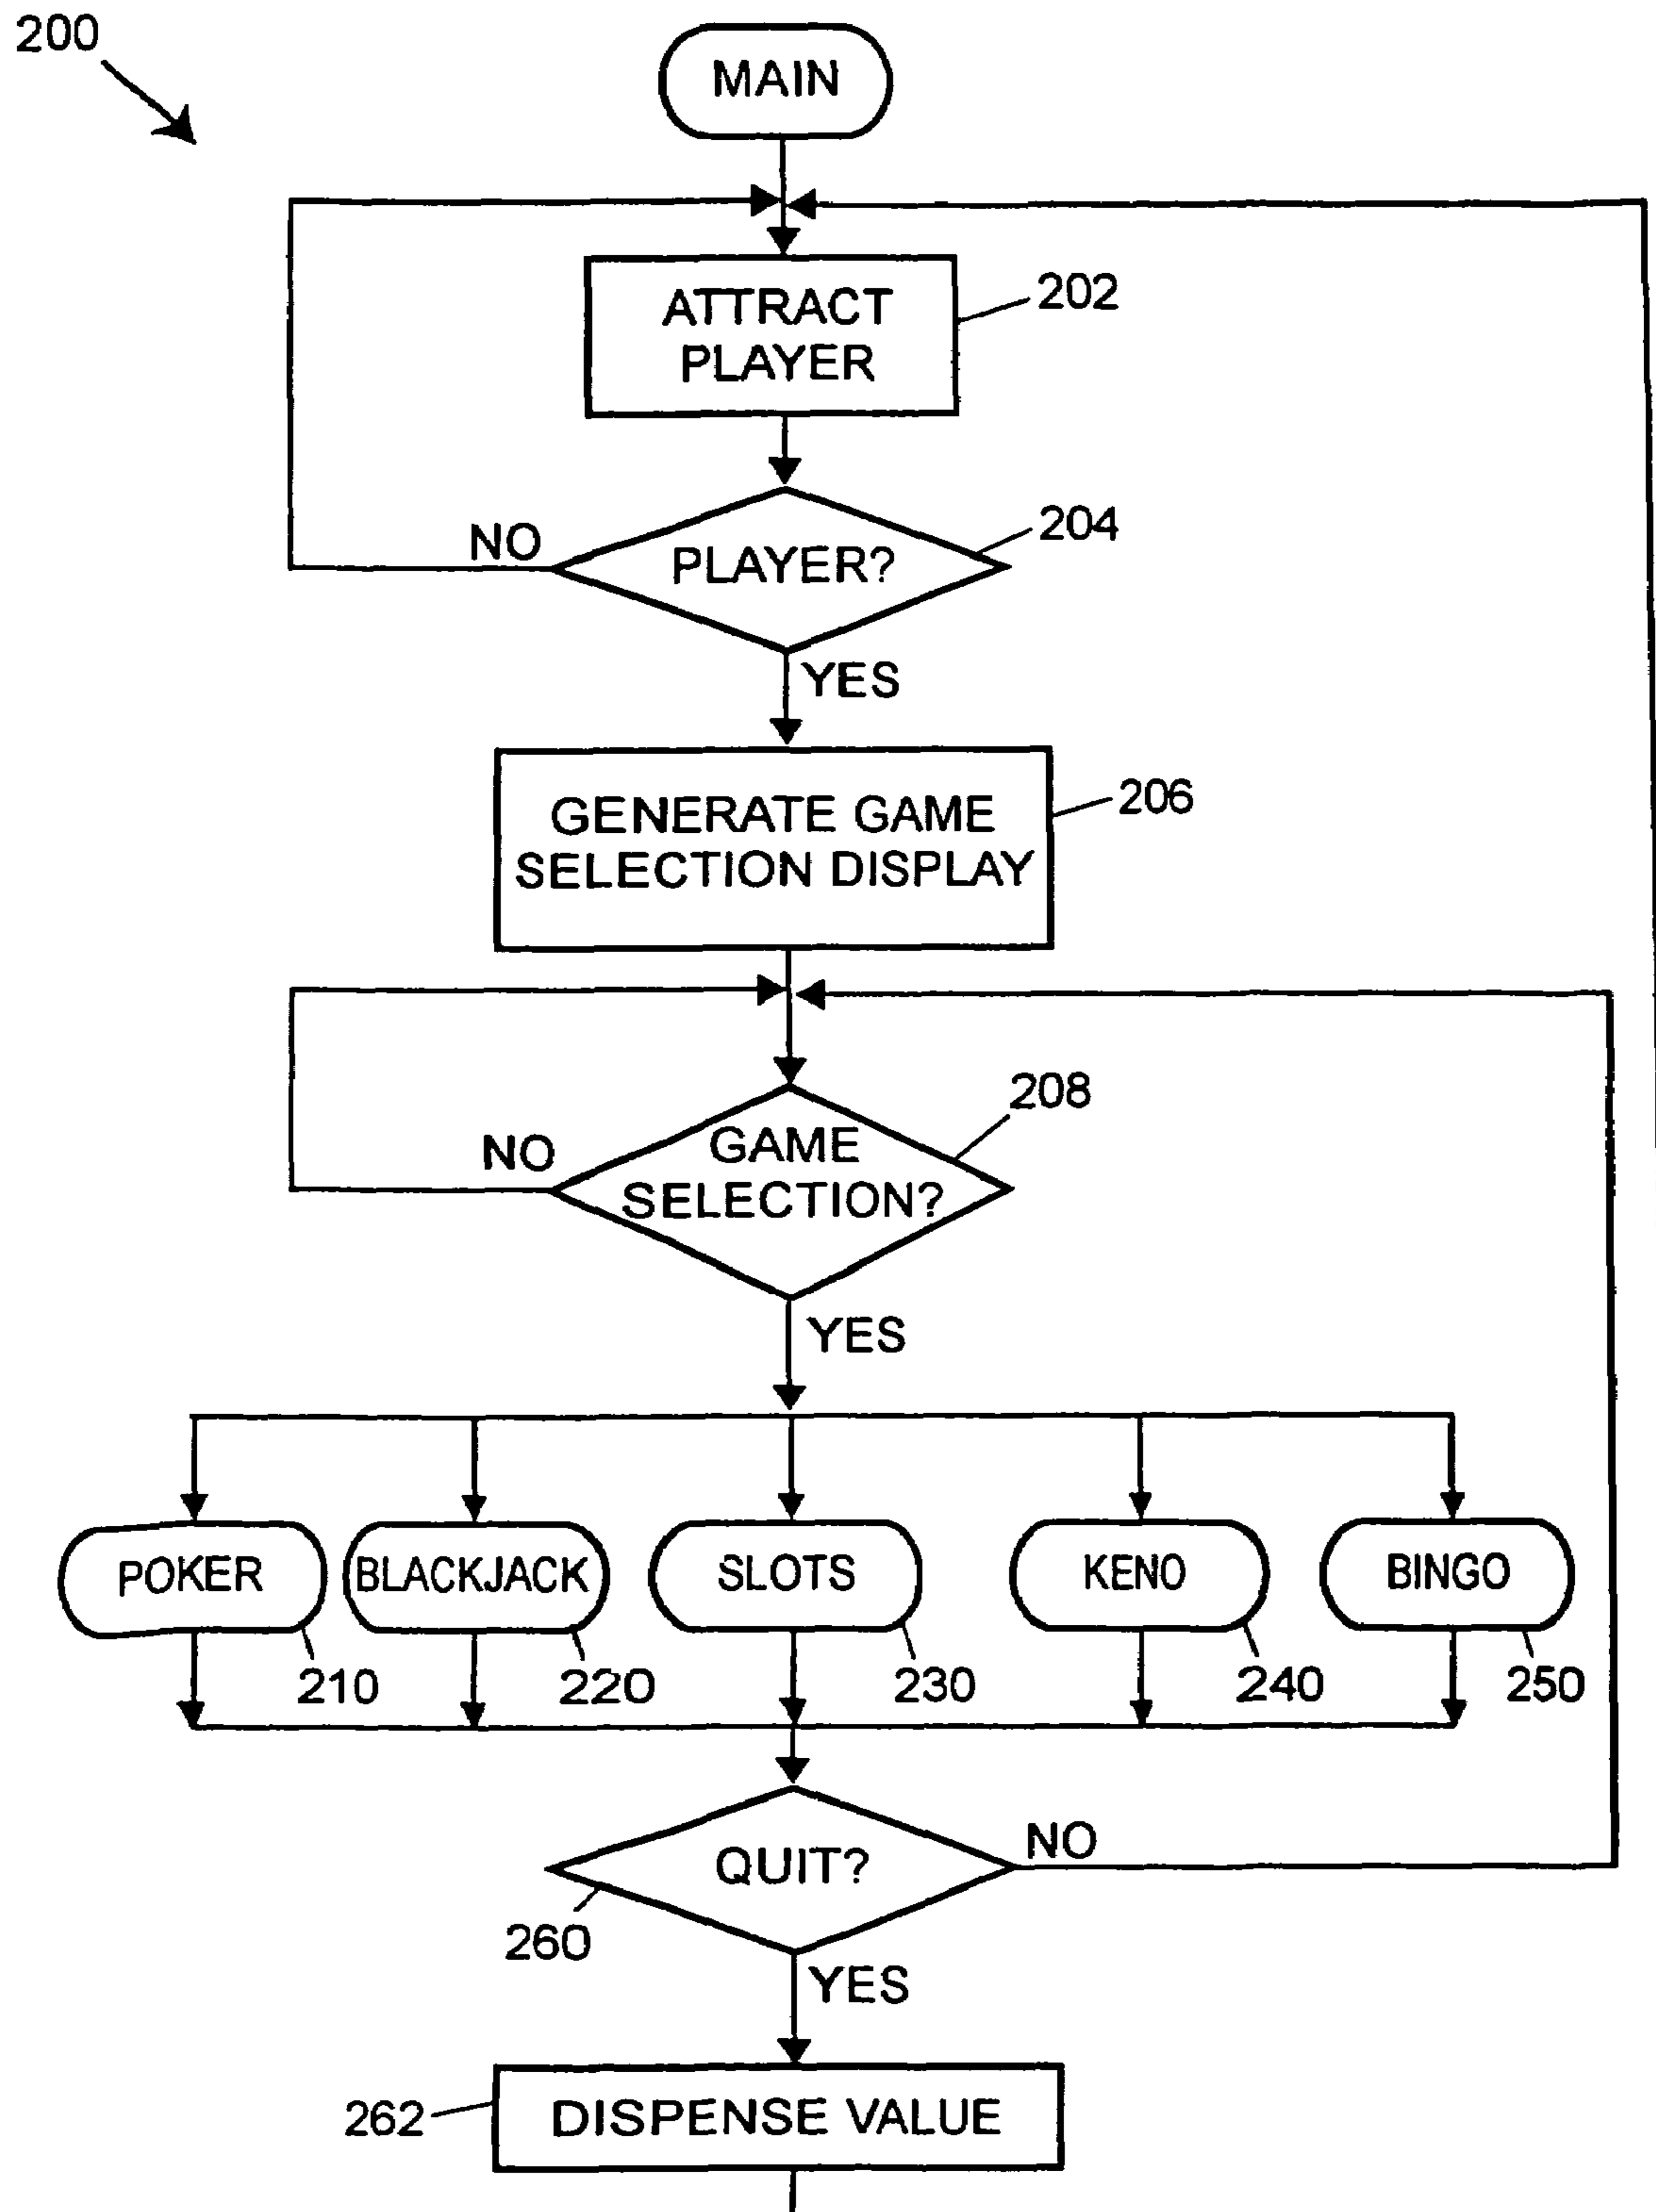 200
MAIN
ATTRACT
PLAYER
202
PLAYER?
204
NO
YES
GENERATE GAME
SELECTION DISPLAY
206
GAME
SELECTION?
208
NO
YES
POKER
BLACKJACK
SLOTS
KENO
BINGO
210
220
230
240
250
QUIT?
NO
260
YES
262
DISPENSE VALUE